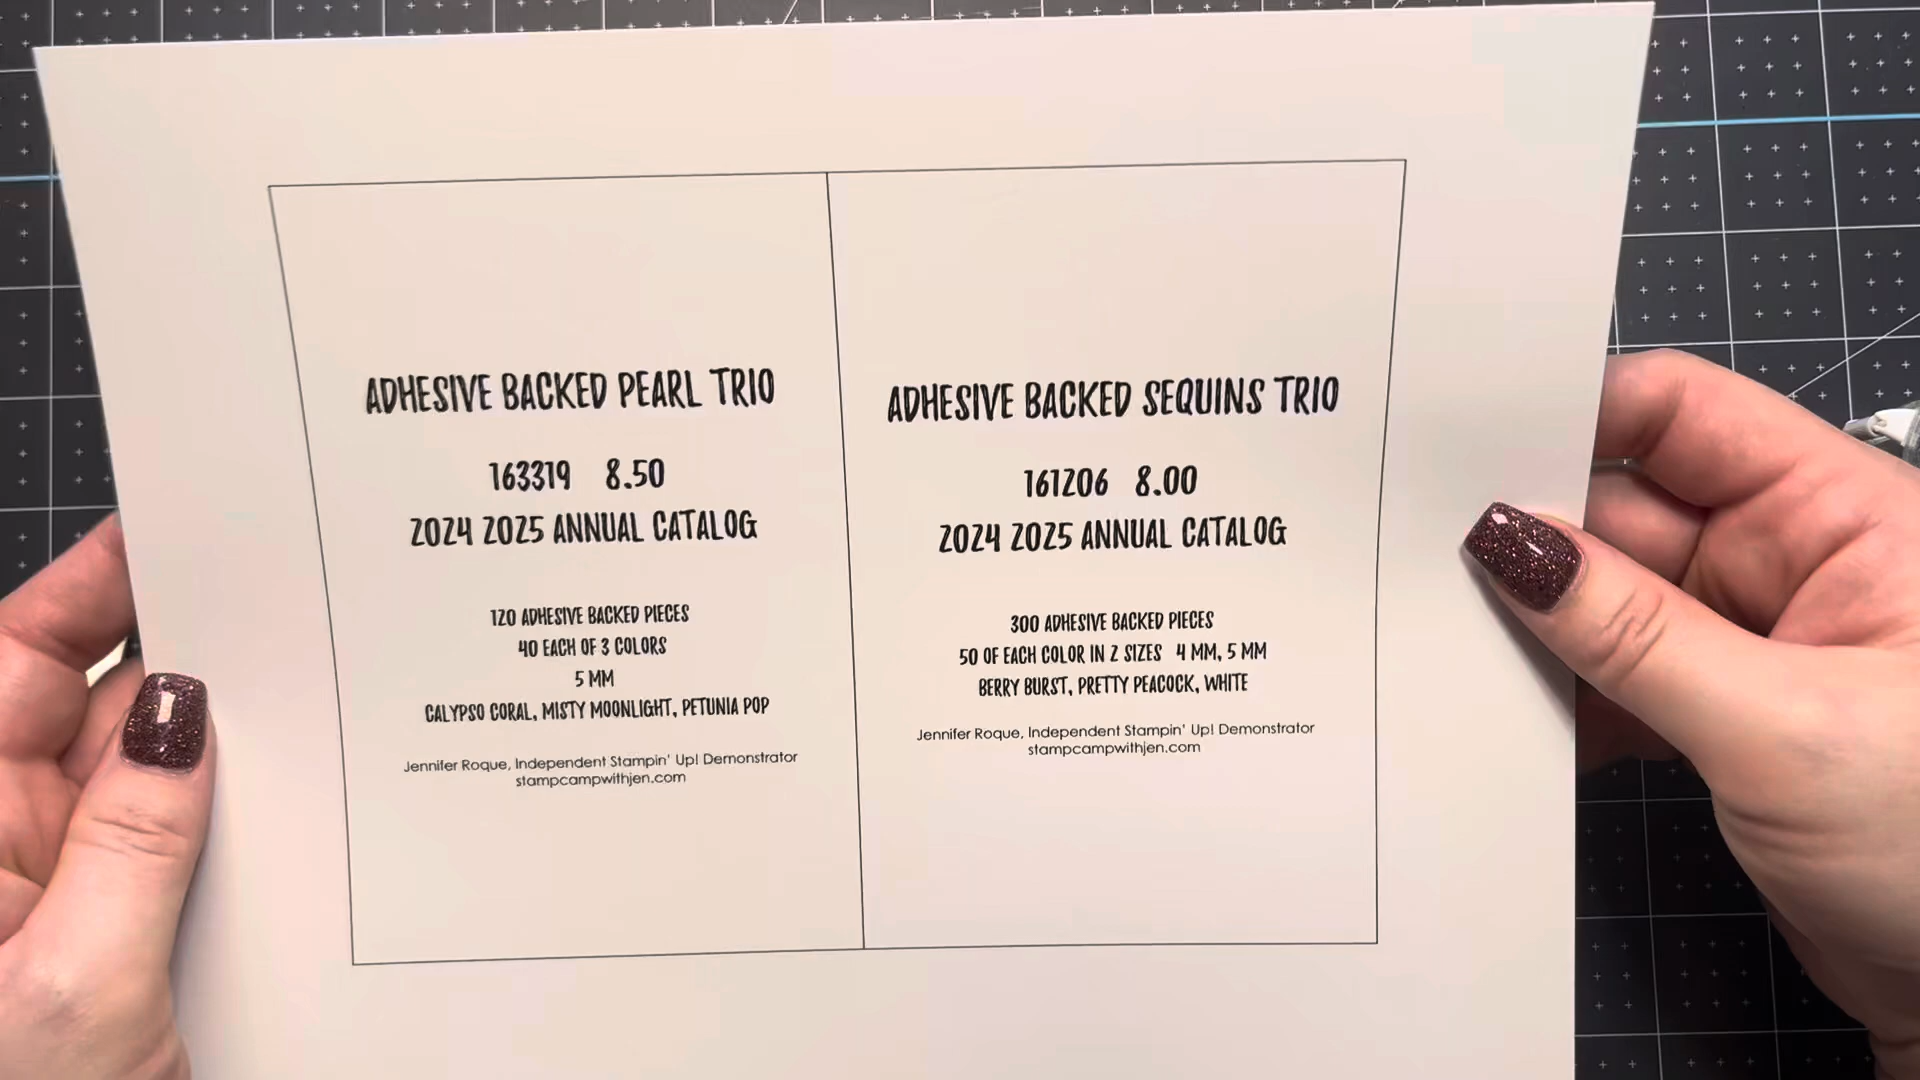 ADHESIVE BACKED PEARL TRIO
163319 8.50
2024 2025 ANNUAL CATALOG
120 ADHESIVE BACKED PIECES
40 EACH OF 3 COLORS
5 MM
CALYPSO CORAL, MISTY MOONLIGHT, PETUNIA POP
Jennifer Roque, Independent Stampin' Up! Demonstrator
stampcampwithjen.com
ADHESIVE BACKED SEQUINS TRIO
161206 8.00
2024 2025 ANNUAL CATALOG
300 ADHESIVE BACKED PIECES
50 OF EACH COLOR IN 2 SIZES 4 MM, 5 MM
BERRY BURST, PRETTY PEACOCK, WHITE
Jennifer Roque, Independent Stampin' Up! Demonstrator
stampcampwithjen.com